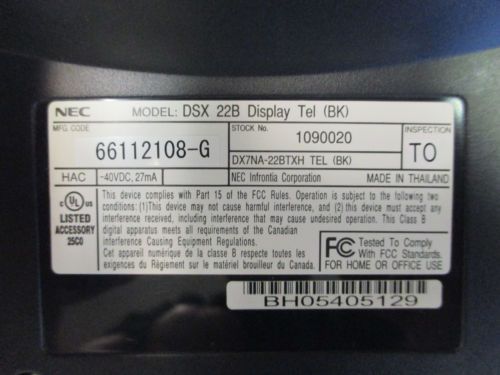 NEC MODEL: DSX 22B Display Tel (BK)
MFG. CODE STOCK No. INSPECTION
66112108-G 1090020 TO
DX7NA-22BTXH TEL (BK)
HAC -40VDC, 27mA NEC Infrontia Corporation MADE IN THAILAND
This device complies with Part 15 of the FCC Rules. Operation is subject to the following two
conditions: (1)This device may not cause harmful interference, and (2) this device must accept
interference received, including interference that may cause undesired operation. This Class B
digital apparatus meets all requirements of the Canadian
interference Causing Equipment Regulations.
Cet appareil numérique de la classe B respecte toutes les
exigences du Règlement sur le matériel brouilleur du Canada.
c UL us
LISTED
ACCESSORY
25C0
FC Tested To Comply
With FCC Standards
FOR HOME OR OFFICE USE
BH05405129